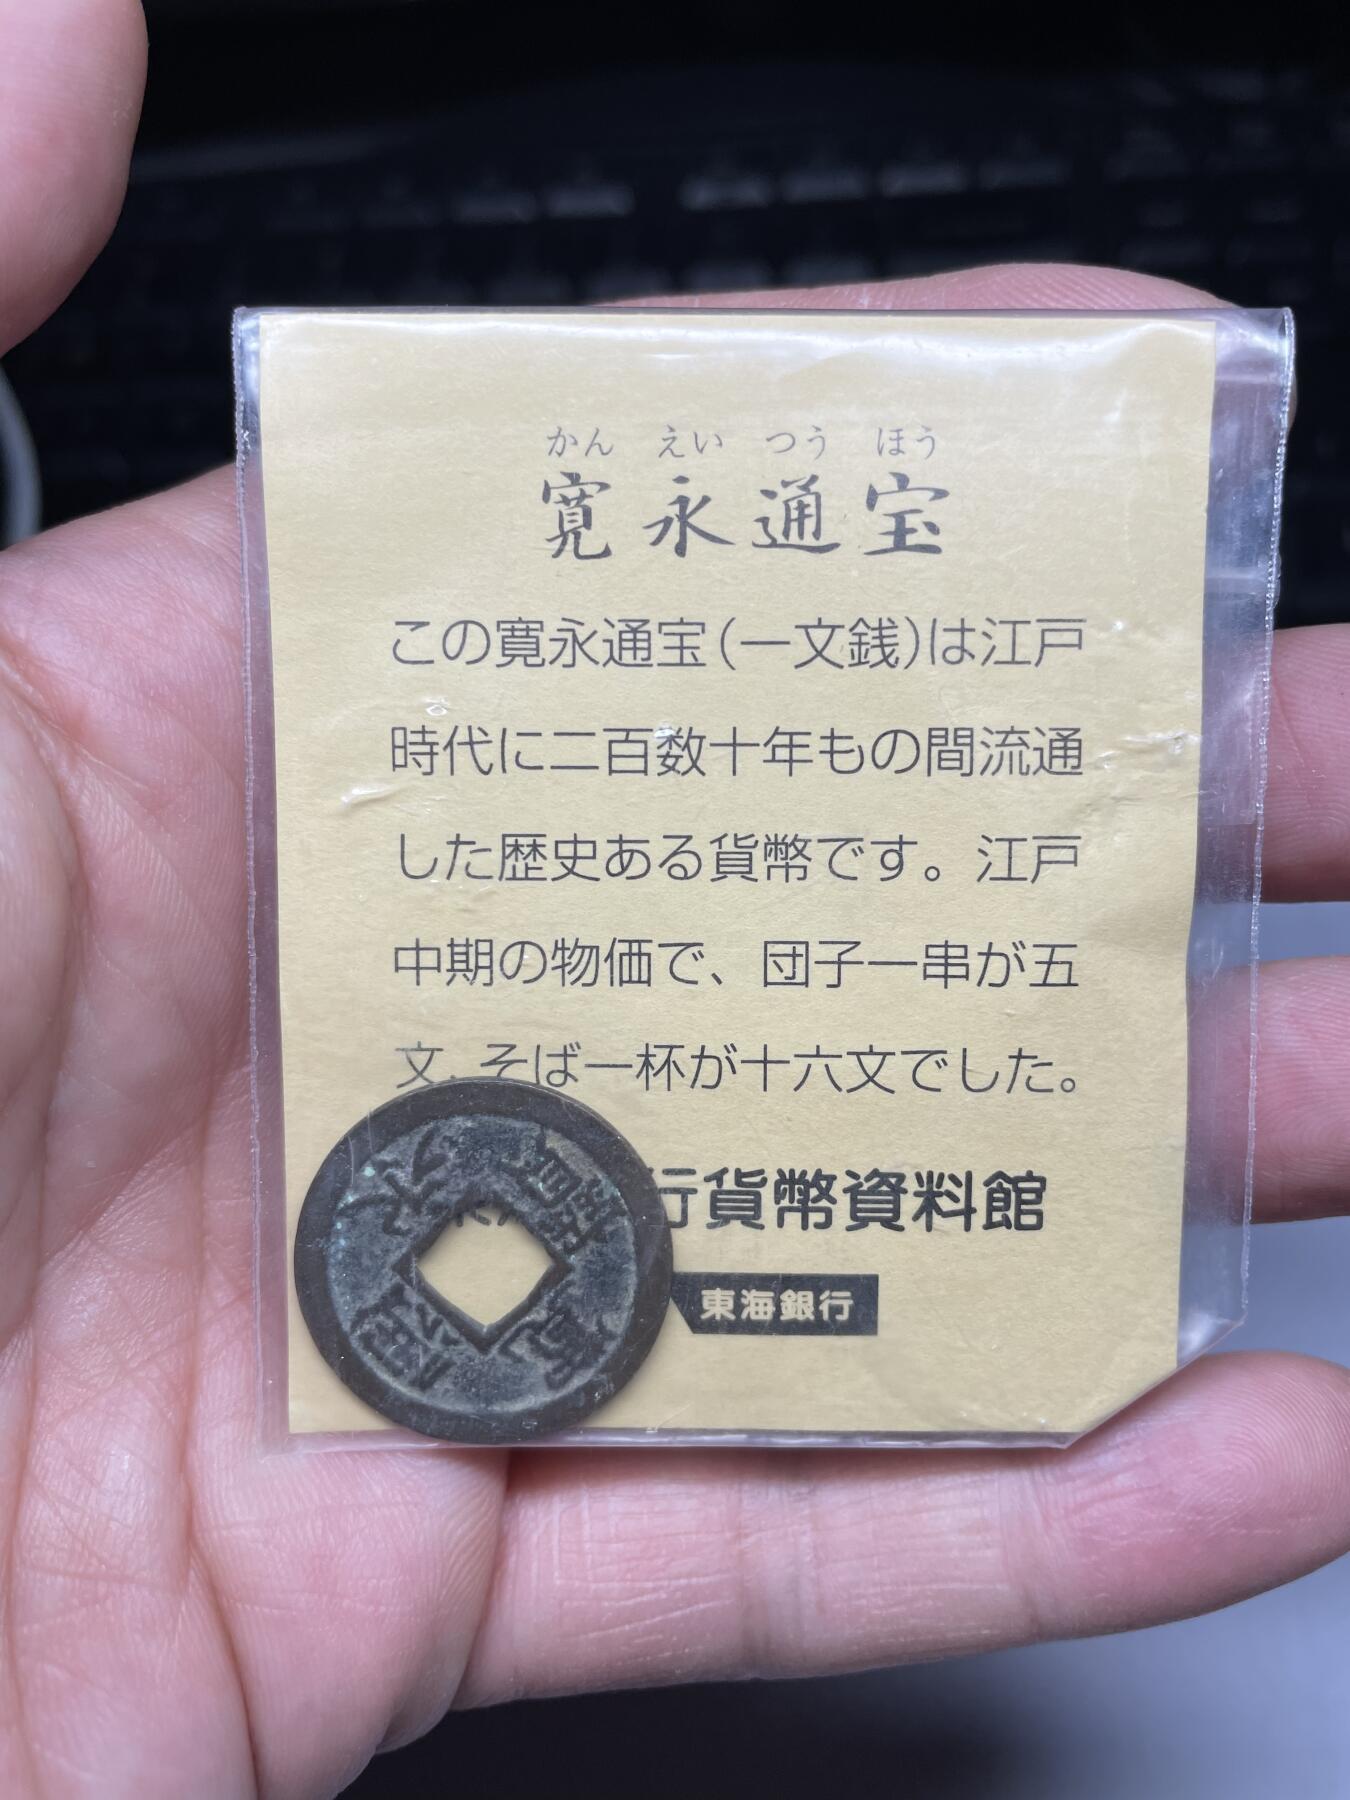 かん えい つう ほう
寛永通宝
この寛永通宝(一文銭)は江戸
時代に二百数十年もの間流通
した歴史ある貨幣です。江戸
中期の物価で、団子一串が五
文、そば一杯が十六文でした。
行貨幣資料館
東海銀行
寛永通寳